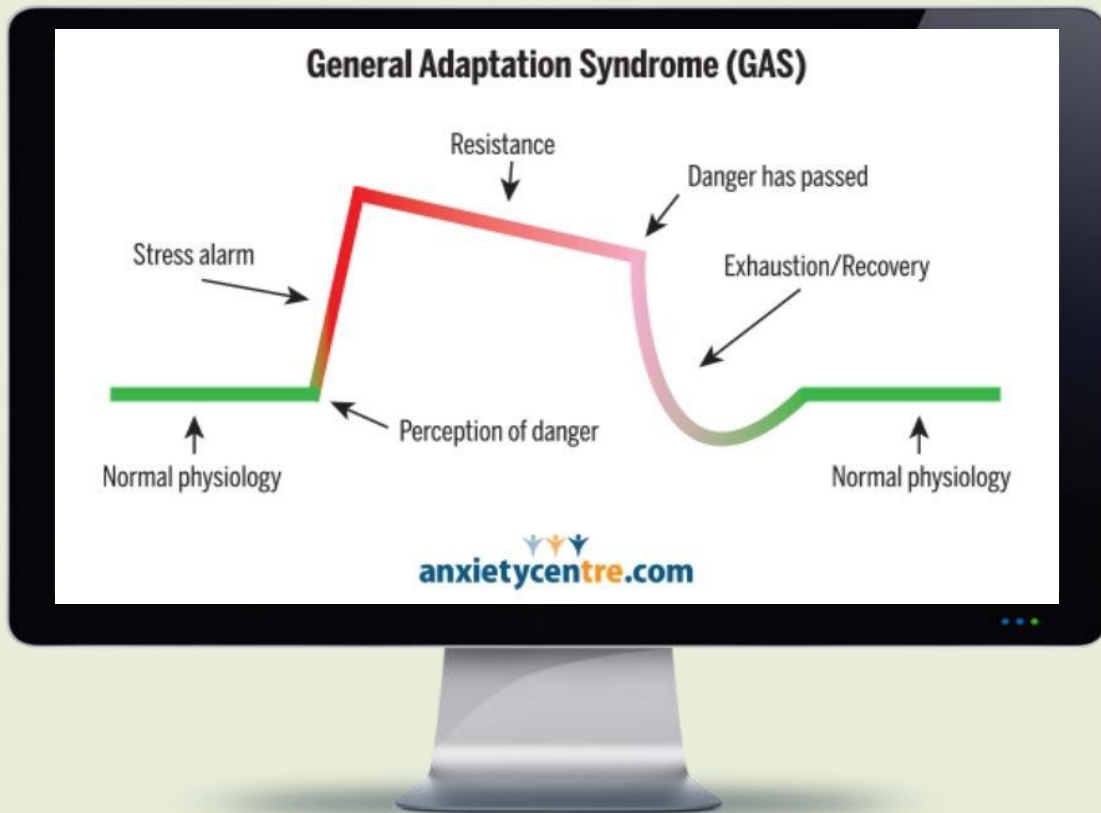 General Adaptation Syndrome (GAS)
Resistance
Danger has passed
Stress alarm
Exhaustion/Recovery
Perception of danger
Normal physiology
Normal physiology
anxietycentre.com